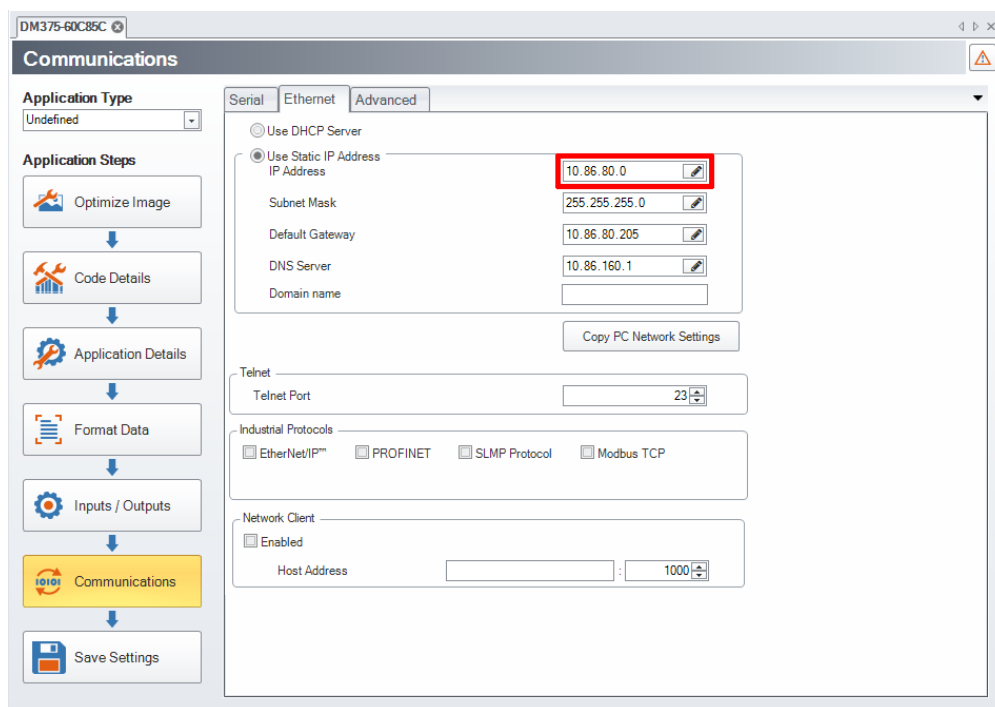 DM375-60C85C
Communications
Application Type
Undefined
Application Steps
Optimize Image
Code Details
Application Details
Format Data
Inputs / Outputs
Communications
Save Settings
Serial Ethernet Advanced
Use DHCP Server
Use Static IP Address
IP Address 10.86.80.0
Subnet Mask 255.255.255.0
Default Gateway 10.86.80.205
DNS Server 10.86.160.1
Domain name
Copy PC Network Settings
Telnet
Telnet Port 23
Industrial Protocols
EtherNet/IP™ PROFINET SLMP Protocol Modbus TCP
Network Client
Enabled
Host Address : 1000